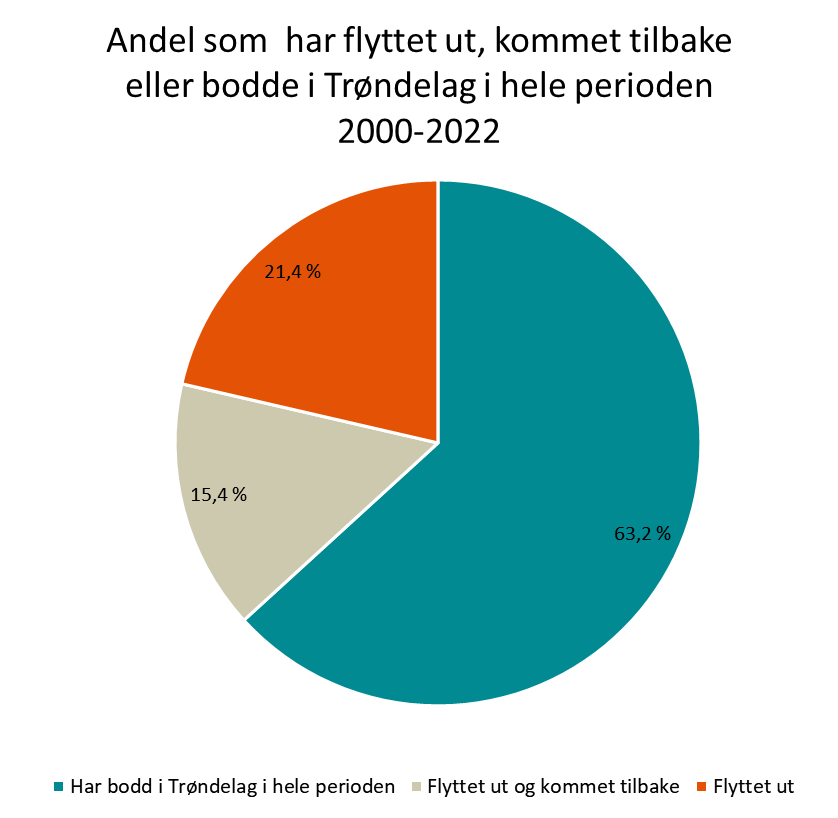 Andel som  har flyttet ut, kommet tilbake
eller bodde i Trøndelag i hele perioden
2000-2022
21,4 %
15,4 %
63,2 %
Har bodd i Trøndelag i hele perioden
Flyttet ut og kommet tilbake
Flyttet ut